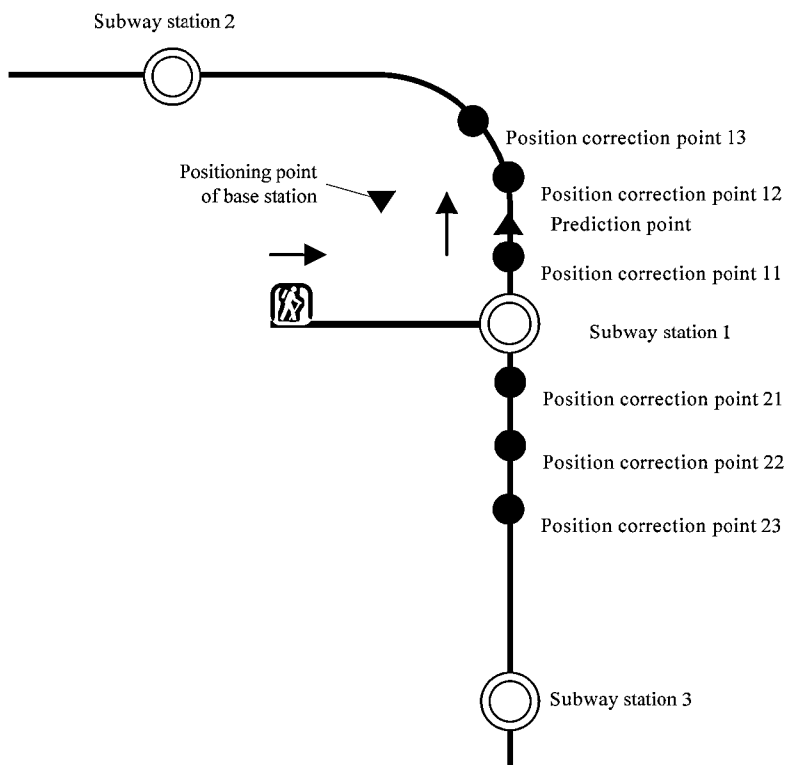 Subway station 2
Position correction point 13
Positioning point
of base station
Position correction point 12
Prediction point
Position correction point 11
Subway station 1
Position correction point 21
Position correction point 22
Position correction point 23
Subway station 3